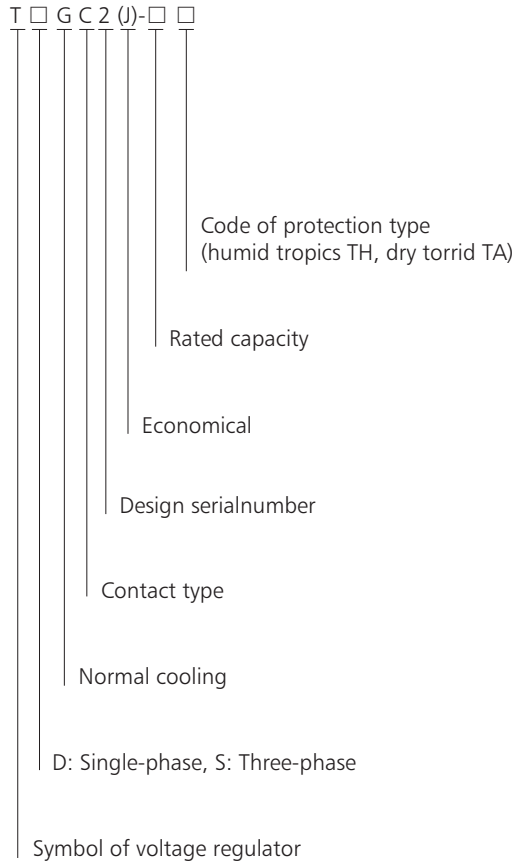 T □ G C 2 (J)-□ □
Code of protection type
(humid tropics TH, dry torrid TA)
Rated capacity
Economical
Design serialnumber
Contact type
Normal cooling
D: Single-phase, S: Three-phase
Symbol of voltage regulator